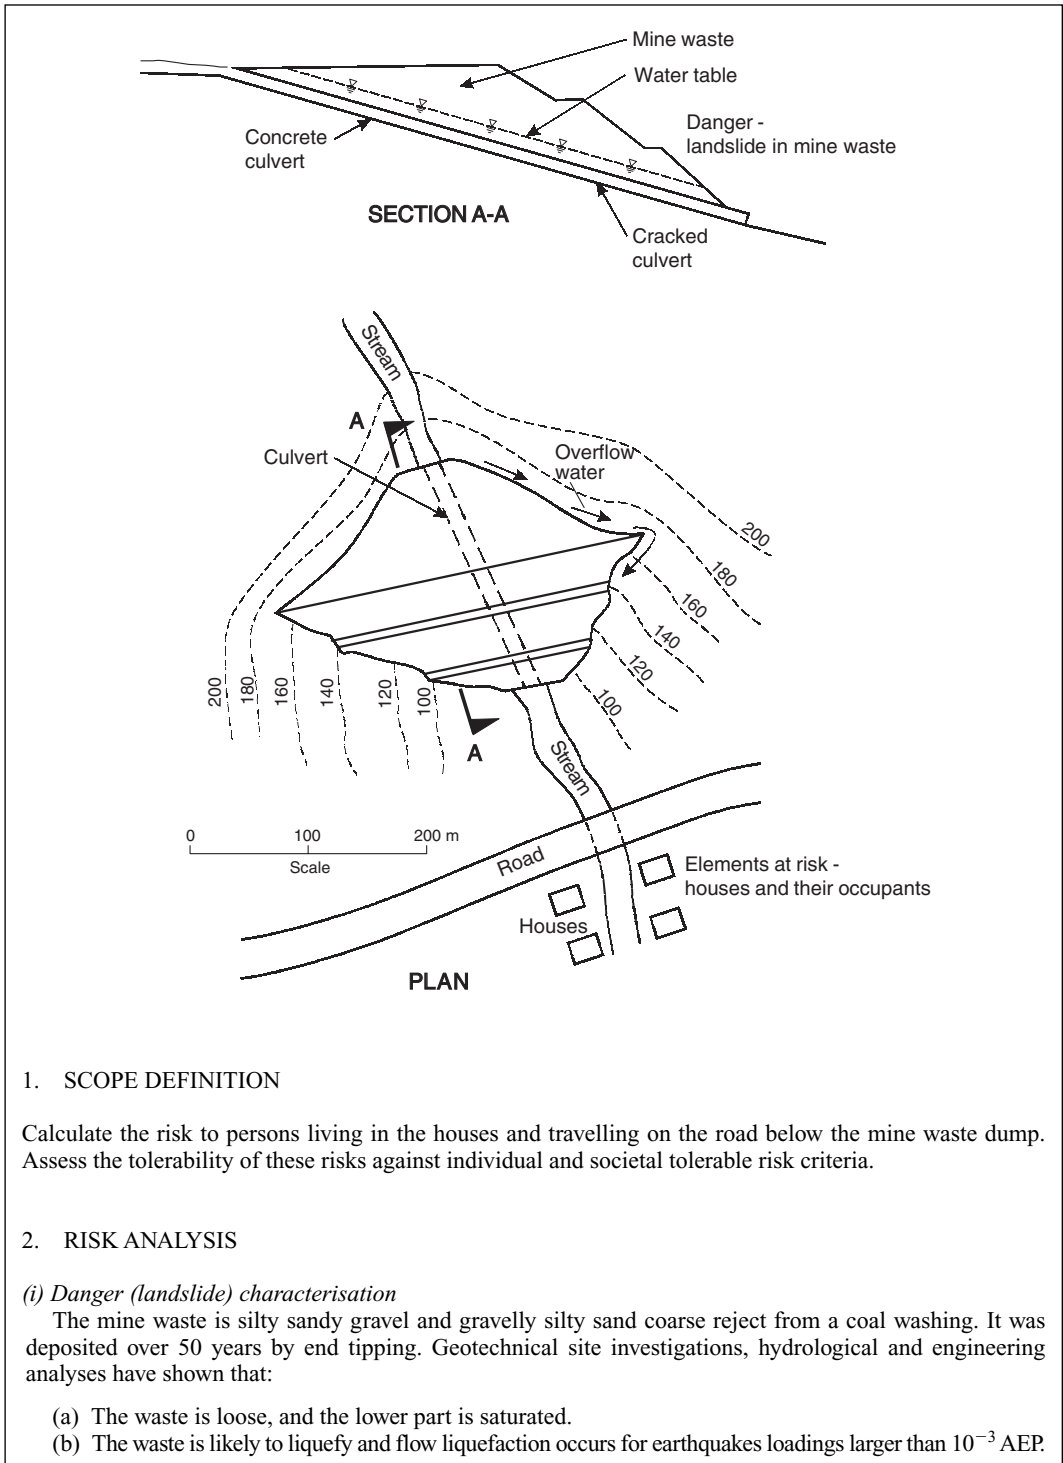 Mine waste
Water table
Danger -
landslide in mine waste
Concrete
culvert
SECTION A-A
Cracked
culvert
Stream
A
Culvert
Overflow
water
200
180
160
140
120
100
200
180
160
140
120
100
A
Stream
0 100 200 m
Scale
Road
Elements at risk -
houses and their occupants
Houses
PLAN
1. SCOPE DEFINITION
Calculate the risk to persons living in the houses and travelling on the road below the mine waste dump.
Assess the tolerability of these risks against individual and societal tolerable risk criteria.
2. RISK ANALYSIS
(i) Danger (landslide) characterisation
The mine waste is silty sandy gravel and gravelly silty sand coarse reject from a coal washing. It was
deposited over 50 years by end tipping. Geotechnical site investigations, hydrological and engineering
analyses have shown that:
(a) The waste is loose, and the lower part is saturated.
(b) The waste is likely to liquefy and flow liquefaction occurs for earthquakes loadings larger than 10⁻³ AEP.